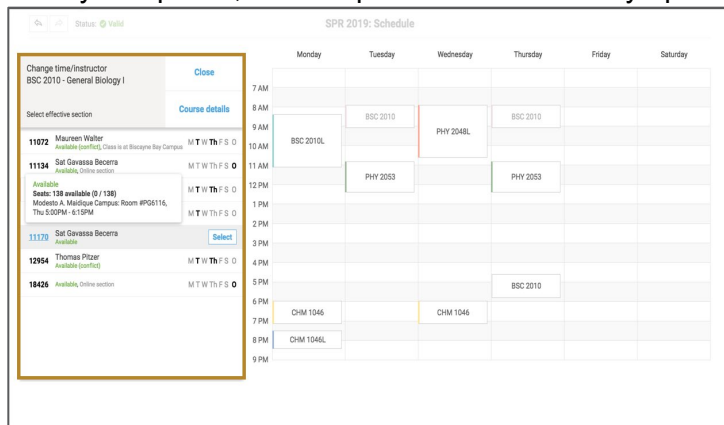 Status: Valid
SPR 2019: Schedule
Change time/instructor
BSC 2010 - General Biology I
Close
Select effective section
Course details
11072 Maureen Walter
Available (conflict), Class is at Biscayne Bay Campus
M T W Th F S O
11134 Sat Gavassa Becerra
Available, Online section
M T W Th F S O
Available
Seats: 138 available (0 / 138)
Modesto A. Maidique Campus: Room #PG6116,
Thu 5:00PM - 6:15PM
M T W Th F S O
M T W Th F S O
11170 Sat Gavassa Becerra
Available
Select
12954 Thomas Pitzer
Available (conflict)
M T W Th F S O
18426 Available, Online section
M T W Th F S O
Monday Tuesday Wednesday Thursday Friday Saturday
7 AM
8 AM
BSC 2010 BSC 2010
9 AM
PHY 2048L
BSC 2010L
10 AM
11 AM
PHY 2053 PHY 2053
12 PM
1 PM
2 PM
3 PM
4 PM
5 PM
BSC 2010
6 PM
CHM 1046 CHM 1046
7 PM
8 PM CHM 1046L
9 PM